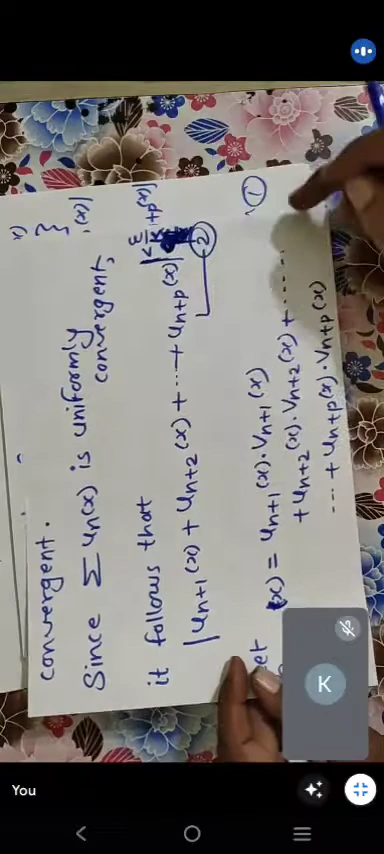 convergent.
Since ∑ un(x) is uniformly
convergent,
it follows that
|un+1(x) + un+2(x) + ... + un+p(x)| < ε/K
②
①
(x) = un+1(x).vn+1(x)
+ un+2(x).vn+2(x) + .....
... + un+p(x).vn+p(x)
K
You